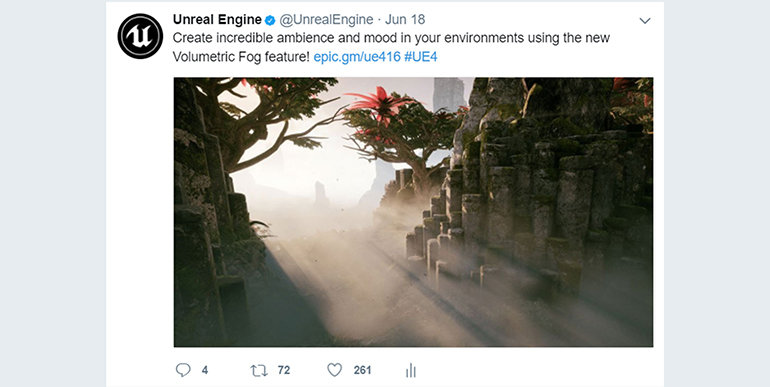 Unreal Engine @UnrealEngine · Jun 18
Create incredible ambience and mood in your environments using the new
Volumetric Fog feature! epic.gm/ue416 #UE4
4 72 261